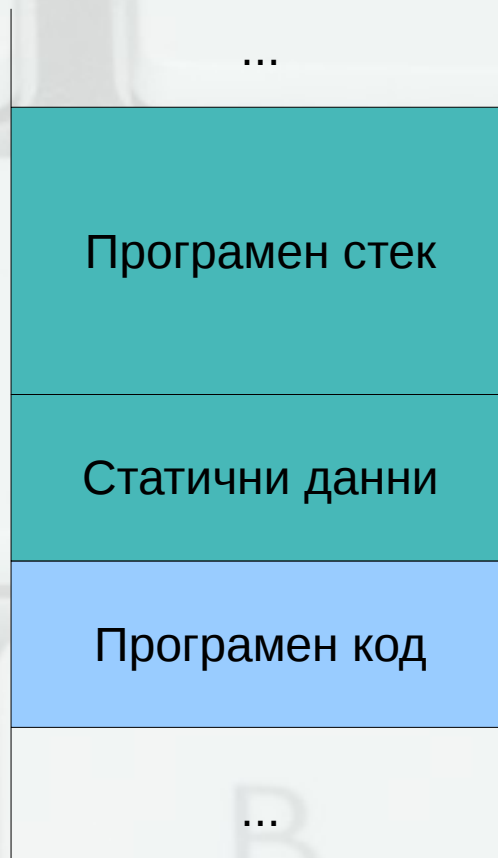 ...
Програмен стек
Статични данни
Програмен код
...
B